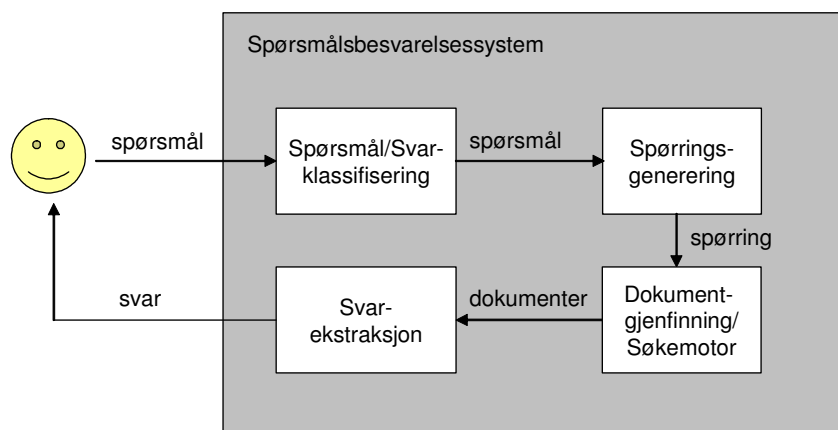 Spørsmålsbesvarelsessystem
spørsmål
Spørsmål/Svar-
klassifisering
spørsmål
Spørrings-
generering
spørring
Dokument-
gjenfinning/
Søkemotor
dokumenter
Svar-
ekstraksjon
svar